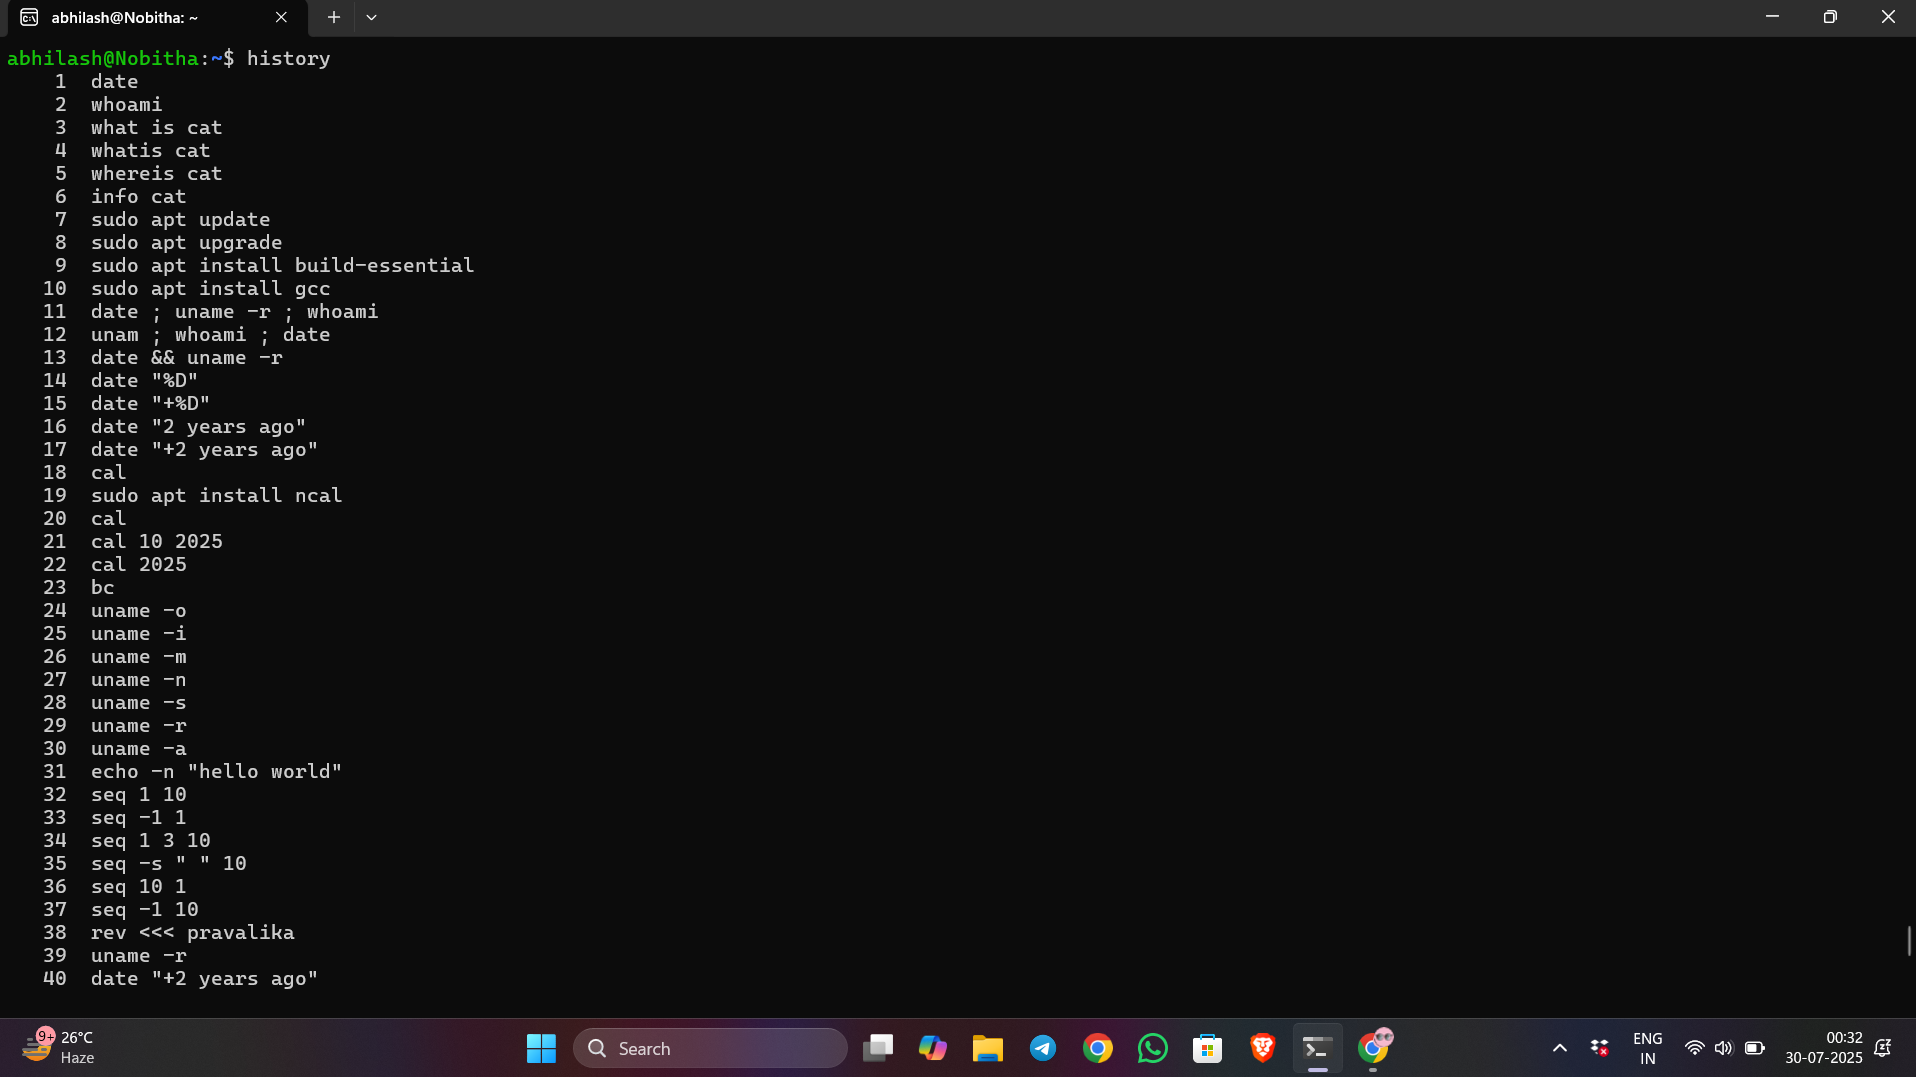 abhilash@Nobitha: ~
abhilash@Nobitha:~$ history
1 date
2 whoami
3 what is cat
4 whatis cat
5 whereis cat
6 info cat
7 sudo apt update
8 sudo apt upgrade
9 sudo apt install build-essential
10 sudo apt install gcc
11 date ; uname -r ; whoami
12 unam ; whoami ; date
13 date && uname -r
14 date "%D"
15 date "+%D"
16 date "2 years ago"
17 date "+2 years ago"
18 cal
19 sudo apt install ncal
20 cal
21 cal 10 2025
22 cal 2025
23 bc
24 uname -o
25 uname -i
26 uname -m
27 uname -n
28 uname -s
29 uname -r
30 uname -a
31 echo -n "hello world"
32 seq 1 10
33 seq -1 1
34 seq 1 3 10
35 seq -s " " 10
36 seq 10 1
37 seq -1 10
38 rev <<< pravalika
39 uname -r
40 date "+2 years ago"
9+ 26°C
Haze
Search
ENG
IN
00:32
30-07-2025